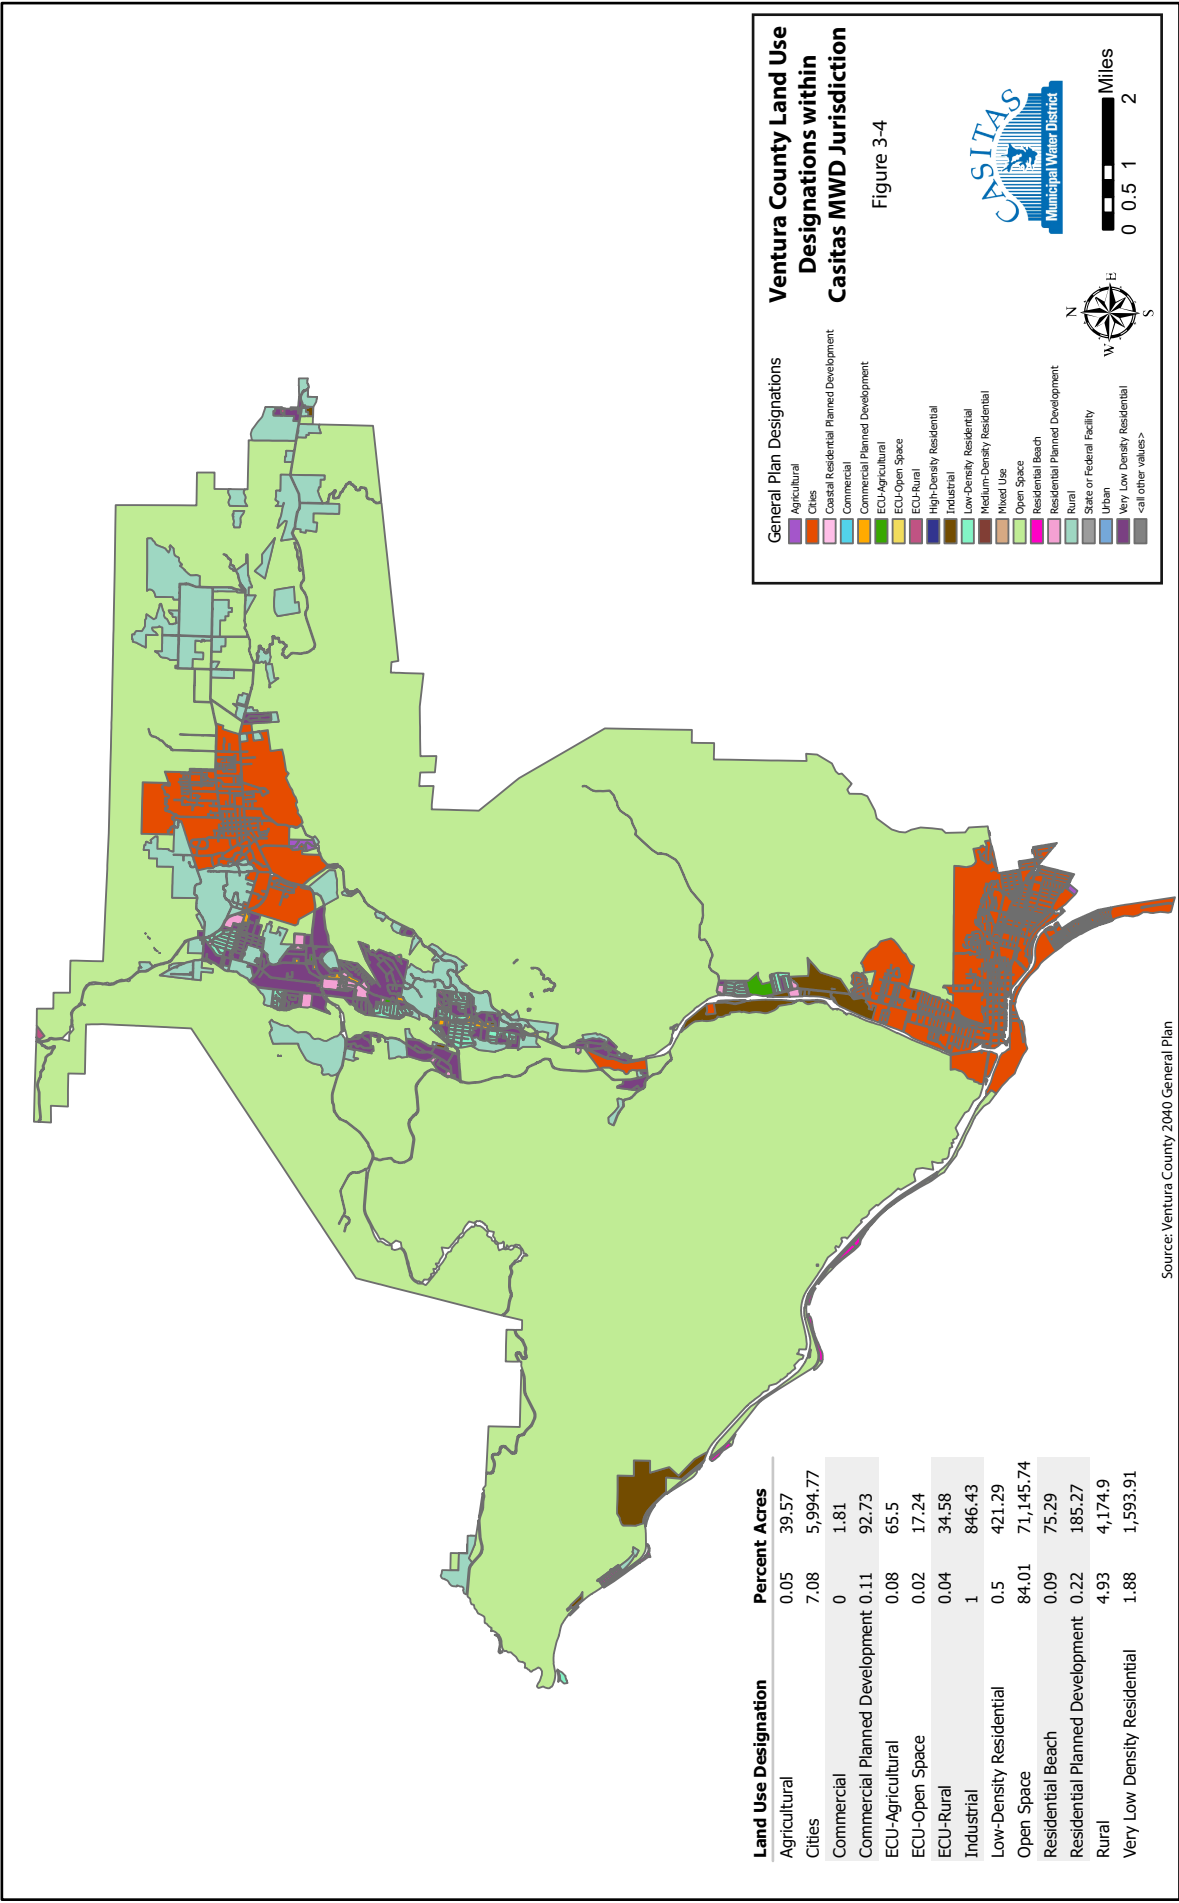 Ventura County Land Use
Designations within
Casitas MWD Jurisdiction
Figure 3-4
General Plan Designations
Agricultural
Cities
Coastal Residential Planned Development
Commercial
Commercial Planned Development
ECU-Agricultural
ECU-Open Space
ECU-Rural
High-Density Residential
Industrial
Low-Density Residential
Medium-Density Residential
Mixed Use
Open Space
Residential Beach
Residential Planned Development
Rural
State or Federal Facility
Urban
Very Low Density Residential
<all other values>
CASITAS
Municipal Water District
N
W E
S
0 0.5 1 2 Miles
Land Use Designation Percent Acres
Agricultural 0.05 39.57
Cities 7.08 5,994.77
Commercial 0 1.81
Commercial Planned Development 0.11 92.73
ECU-Agricultural 0.08 65.5
ECU-Open Space 0.02 17.24
ECU-Rural 0.04 34.58
Industrial 1 846.43
Low-Density Residential 0.5 421.29
Open Space 84.01 71,145.74
Residential Beach 0.09 75.29
Residential Planned Development 0.22 185.27
Rural 4.93 4,174.9
Very Low Density Residential 1.88 1,593.91
Source: Ventura County 2040 General Plan